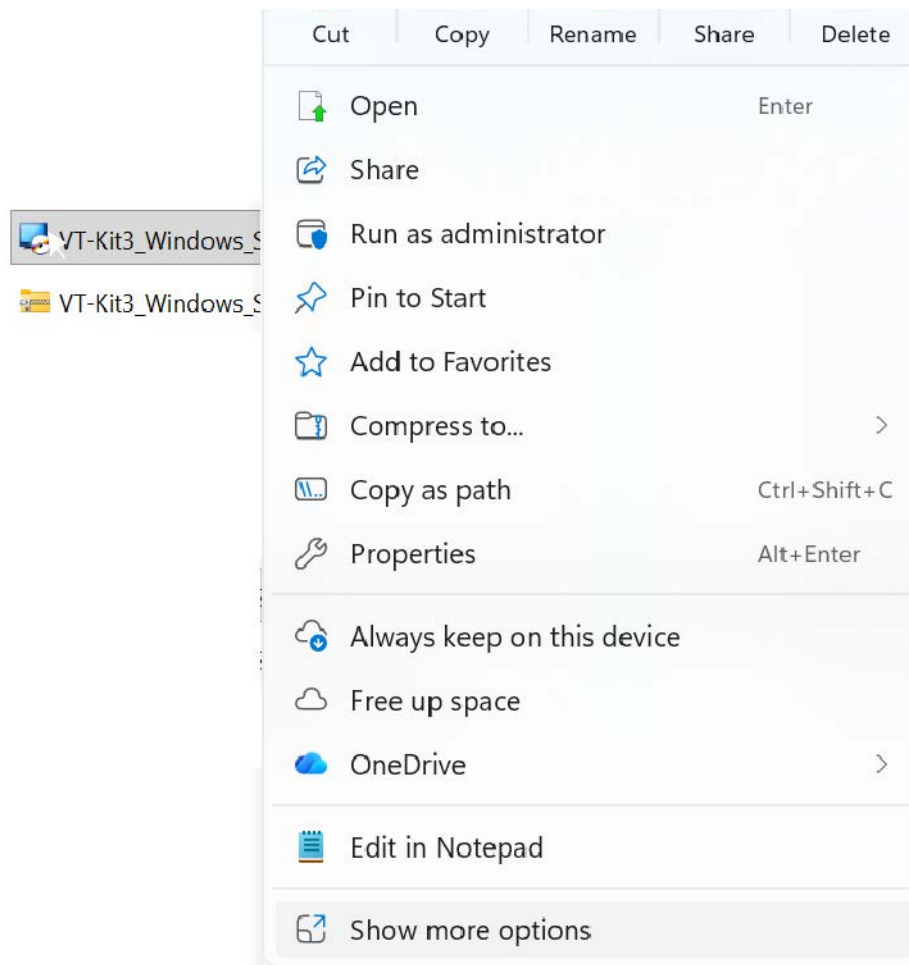 Cut Copy Rename Share Delete
Open Enter
Share
Run as administrator
VT-Kit3_Windows_S
Pin to Start
VT-Kit3_Windows_S
Add to Favorites
Compress to...
Copy as path Ctrl+Shift+C
Properties Alt+Enter
Always keep on this device
Free up space
OneDrive
Edit in Notepad
Show more options